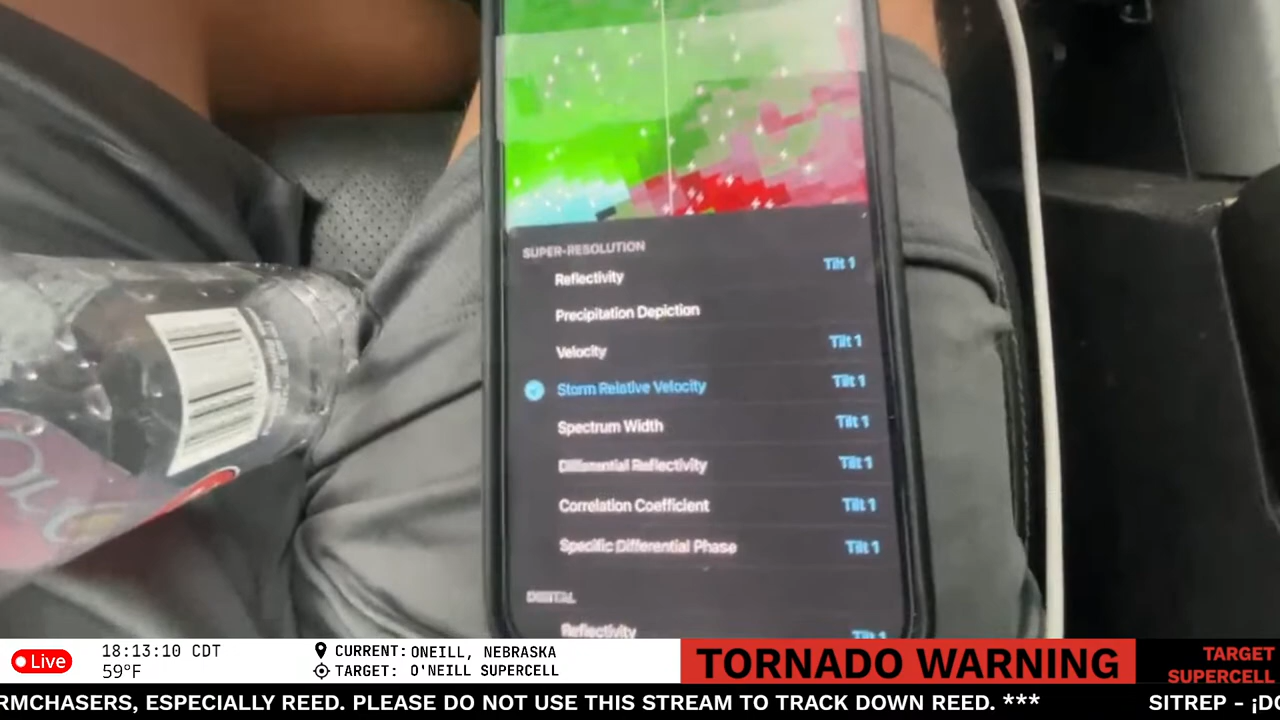 SUPER-RESOLUTION
Reflectivity Tilt 1
Precipitation Depiction
Velocity Tilt 1
Storm Relative Velocity Tilt 1
Spectrum Width Tilt 1
Differential Reflectivity Tilt 1
Correlation Coefficient Tilt 1
Specific Differential Phase Tilt 1
DIGITAL
Reflectivity Tilt 1
Live
18:13:10 CDT
59°F
CURRENT: ONEILL, NEBRASKA
TARGET: O'NEILL SUPERCELL
TORNADO WARNING
TARGET
SUPERCELL
RMCHASERS, ESPECIALLY REED. PLEASE DO NOT USE THIS STREAM TO TRACK DOWN REED. *** SITREP - ¡DO